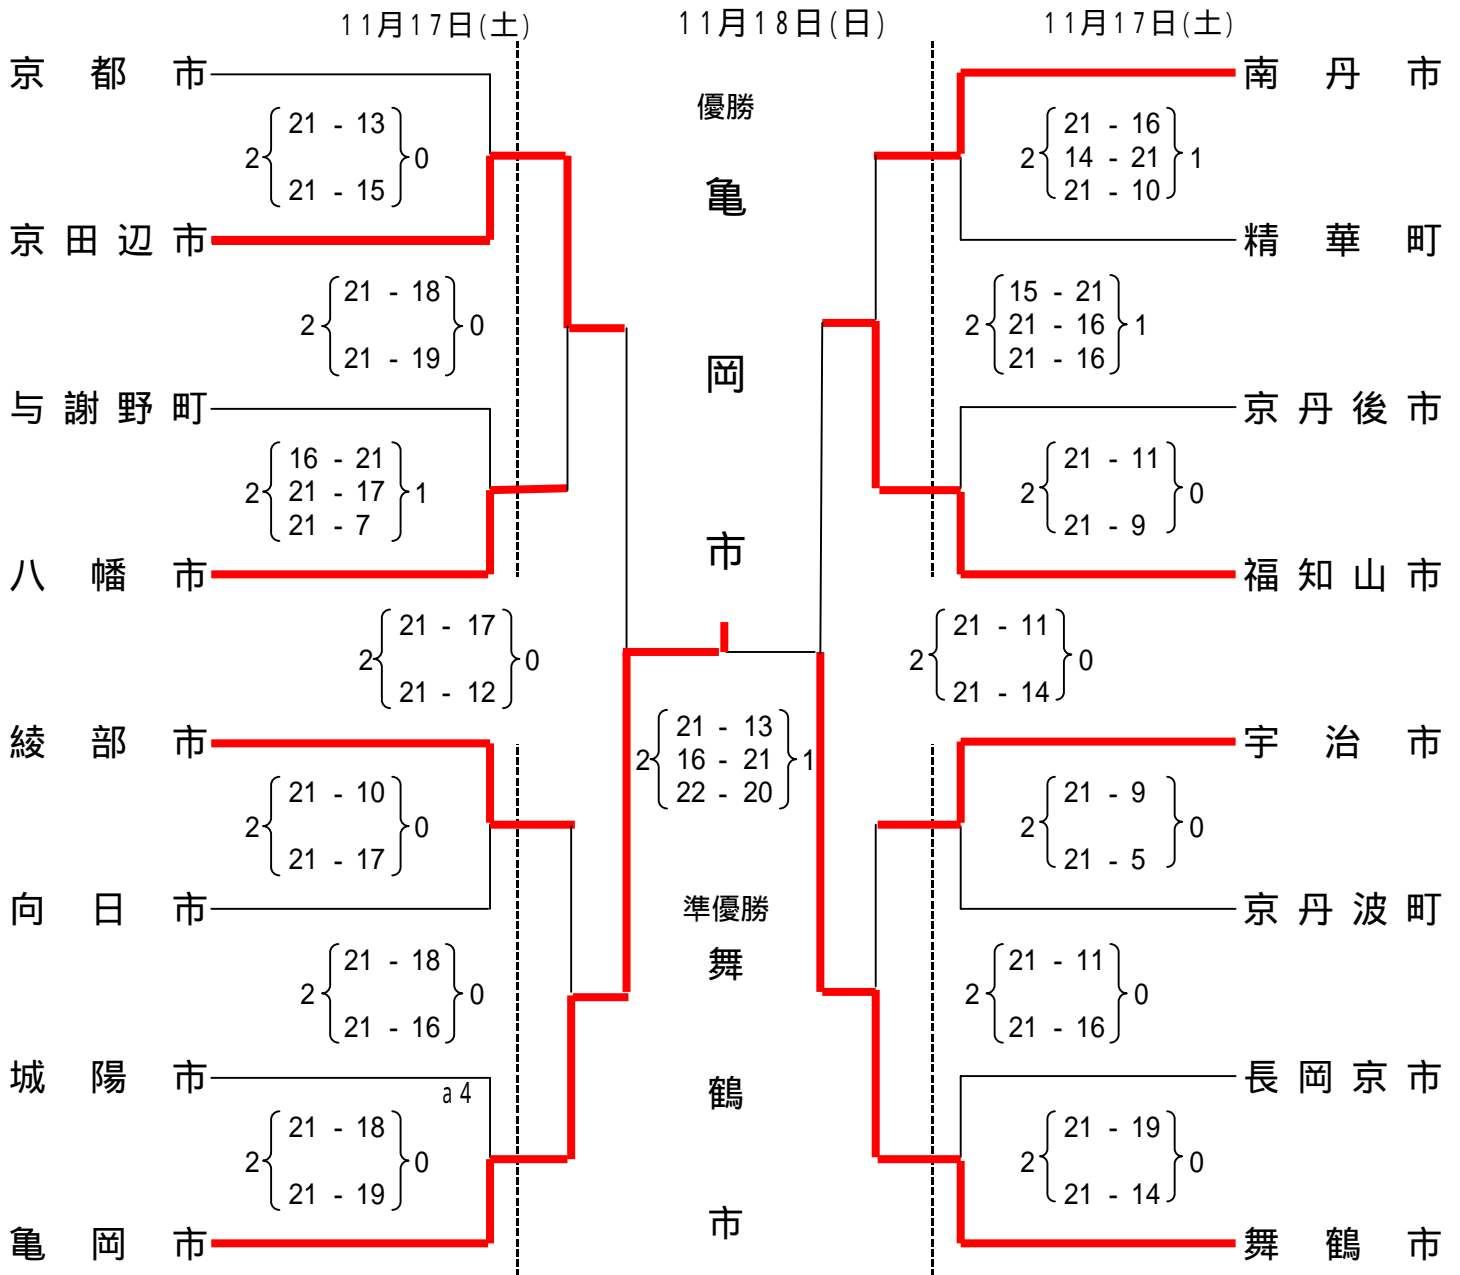 11月17日(土)
11月18日(日)
11月17日(土)
京都市
21 - 13
2 0
21 - 15
京田辺市
21 - 18
2 0
21 - 19
与謝野町
16 - 21
2 21 - 17 1
21 - 7
八幡市
21 - 17
2 0
21 - 12
綾部市
21 - 10
2 0
21 - 17
向日市
21 - 18
2 0
21 - 16
城陽市
a4
21 - 18
2 0
21 - 19
亀岡市
優勝
亀岡市
21 - 13
2 16 - 21 1
22 - 20
準優勝
舞鶴市
南丹市
21 - 16
2 14 - 21 1
21 - 10
精華町
15 - 21
2 21 - 16 1
21 - 16
京丹後市
21 - 11
2 0
21 - 9
福知山市
21 - 11
2 0
21 - 14
宇治市
21 - 9
2 0
21 - 5
京丹波町
21 - 11
2 0
21 - 16
長岡京市
21 - 19
2 0
21 - 14
舞鶴市